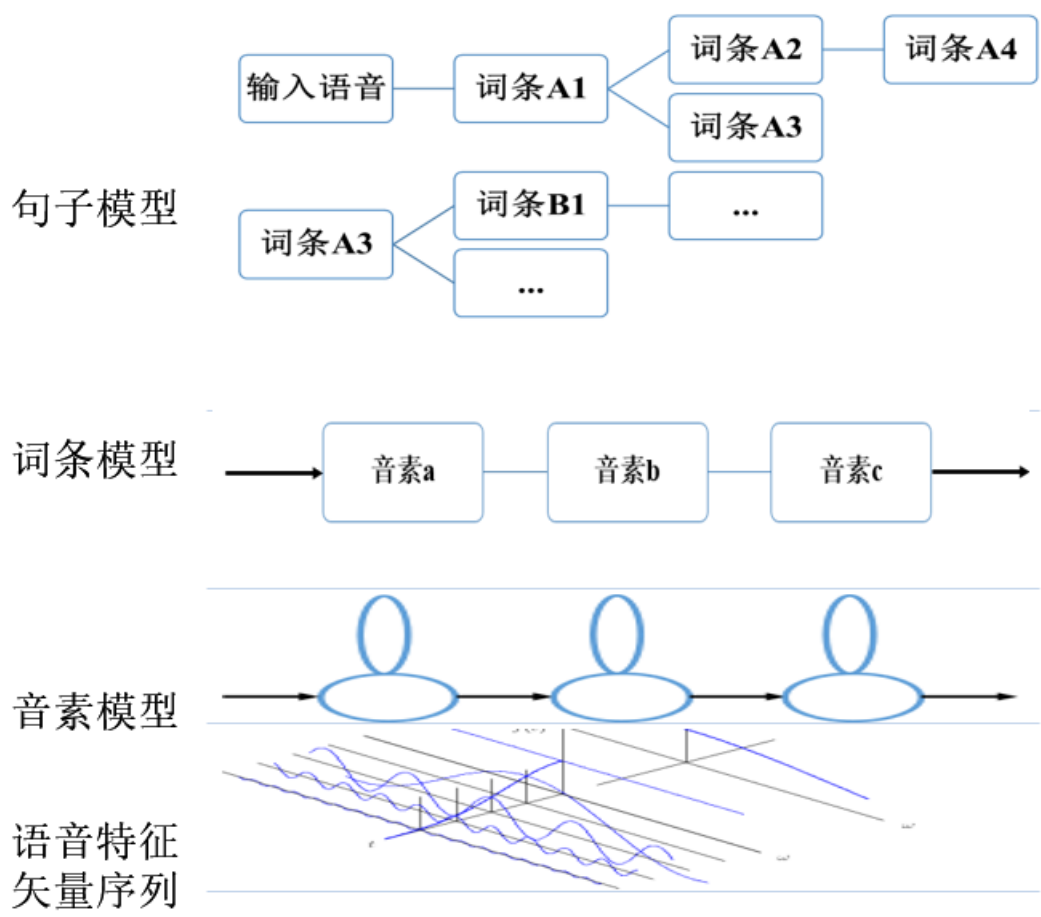 输入语音
词条A1
词条A2
词条A4
词条A3
句子模型
词条A3
词条B1
...
...
词条模型
音素a
音素b
音素c
音素模型
语音特征
矢量序列